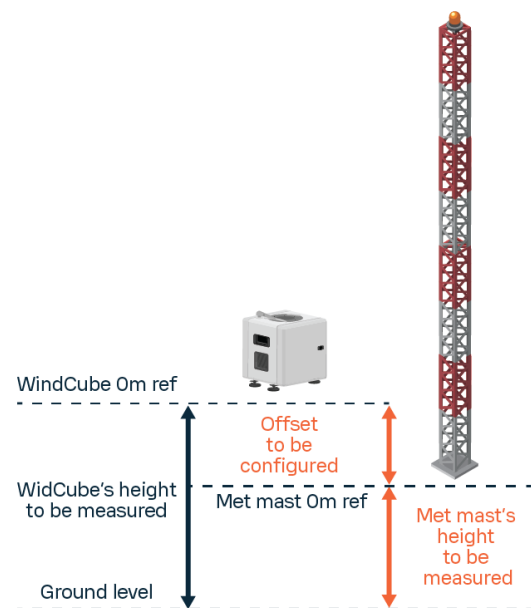 WindCube 0m ref
Offset
to be
configured
WidCube's height
to be measured
Met mast 0m ref
Met mast's
height
to be
measured
Ground level